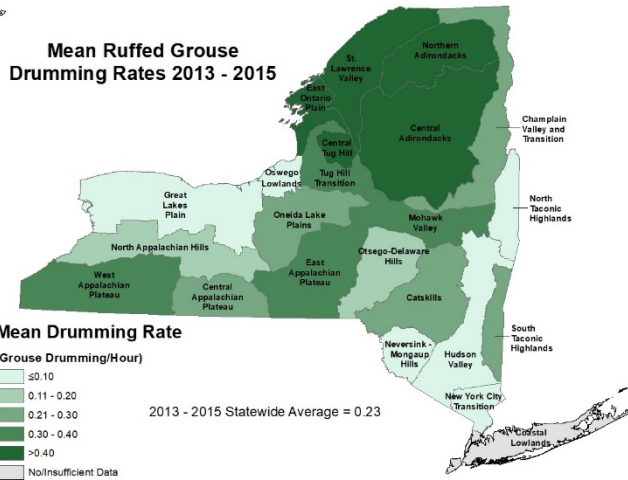 Mean Ruffed Grouse
Drumming Rates 2013 - 2015
St.
Lawrence
Valley
Northern
Adirondacks
East
Ontario
Plain
Central
Adirondacks
Champlain
Valley and
Transition
Central
Tug Hill
Oswego
Lowlands
Tug Hill
Transition
Great
Lakes
Plain
North
Taconic
Highlands
Oneida Lake
Plains
Mohawk
Valley
North Appalachian Hills
Otsego-Delaware
Hills
West
Appalachian
Plateau
Central
Appalachian
Plateau
East
Appalachian
Plateau
Catskills
South
Taconic
Highlands
Neversink -
Mongaup
Hills
Hudson
Valley
New York City
Transition
Coastal
Lowlands
Mean Drumming Rate
(Grouse Drumming/Hour)
≤0.10
0.11 - 0.20
0.21 - 0.30
0.30 - 0.40
>0.40
No/Insufficient Data
2013 - 2015 Statewide Average = 0.23